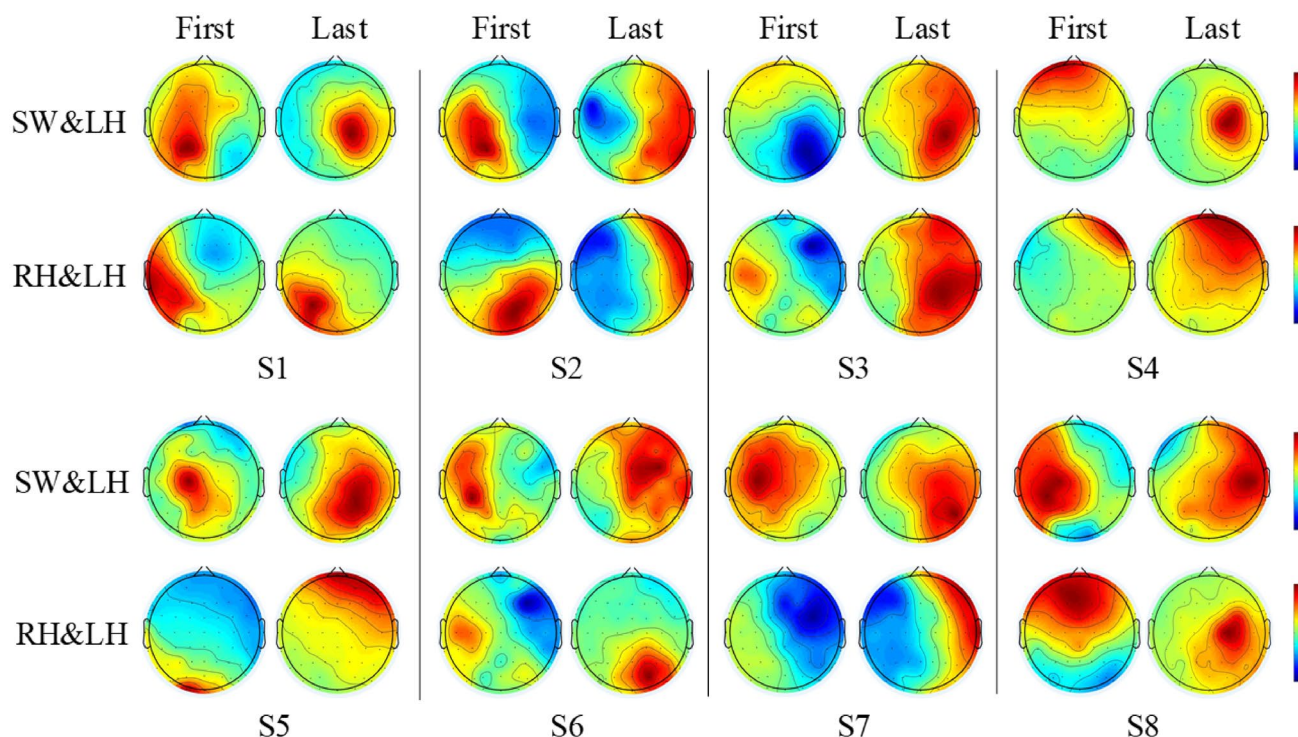 First Last First Last First Last First Last
SW&LH
RH&LH
S1 S2 S3 S4
SW&LH
RH&LH
S5 S6 S7 S8